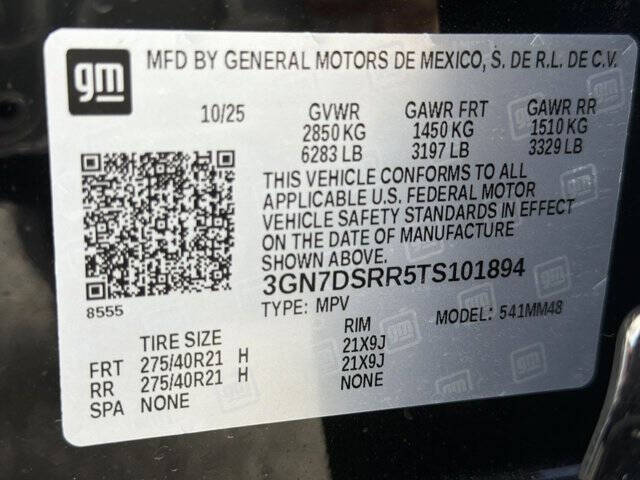 gm
MFD BY GENERAL MOTORS DE MEXICO, S. DE R.L. DE C.V.
10/25 GVWR GAWR FRT GAWR RR
2850 KG 1450 KG 1510 KG
6283 LB 3197 LB 3329 LB
THIS VEHICLE CONFORMS TO ALL
APPLICABLE U.S. FEDERAL MOTOR
VEHICLE SAFETY STANDARDS IN EFFECT
ON THE DATE OF MANUFACTURE
SHOWN ABOVE.
3GN7DSRR5TS101894
8555 TYPE: MPV MODEL: 541MM48
TIRE SIZE RIM
FRT 275/40R21 H 21X9J
RR 275/40R21 H 21X9J
SPA NONE NONE